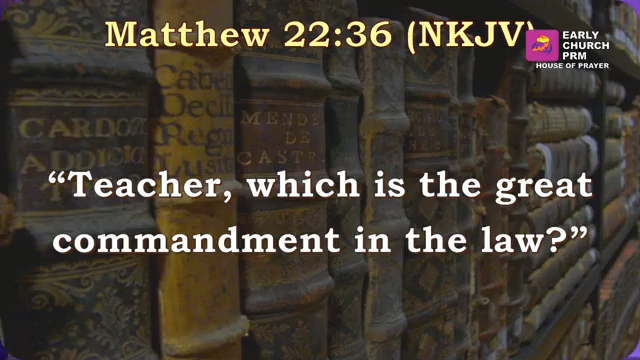 Matthew 22:36 (NKJV)
EARLY
CHURCH
PRM
HOUSE OF PRAYER
CARDOZ
ADDICIO
MENDE
DE
CASTR
“Teacher, which is the great
commandment in the law?”